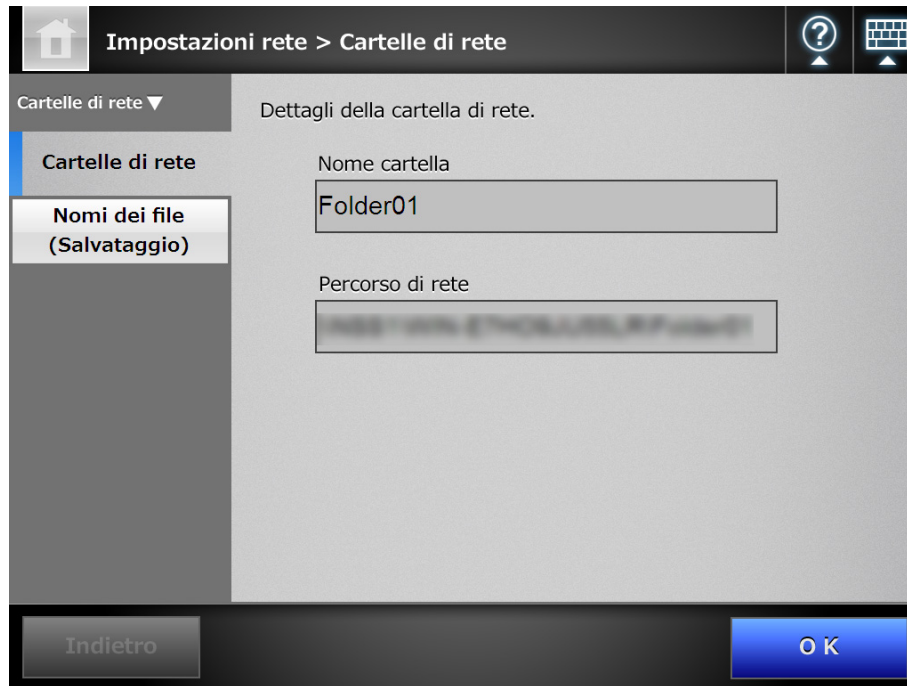 Impostazioni rete > Cartelle di rete
Cartelle di rete ▼
Cartelle di rete
Nomi dei file
(Salvataggio)
Dettagli della cartella di rete.
Nome cartella
Folder01
Percorso di rete
Indietro
OK